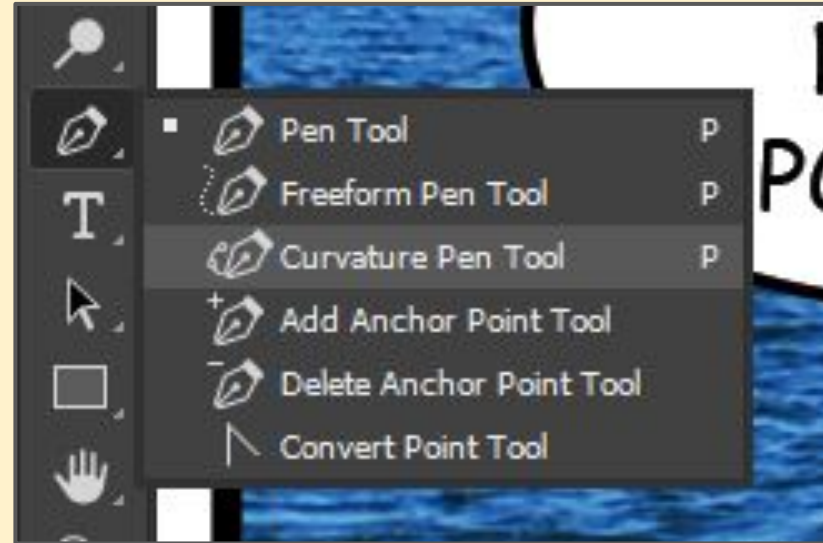 Pen Tool P
Freeform Pen Tool P
Curvature Pen Tool P
Add Anchor Point Tool
Delete Anchor Point Tool
Convert Point Tool